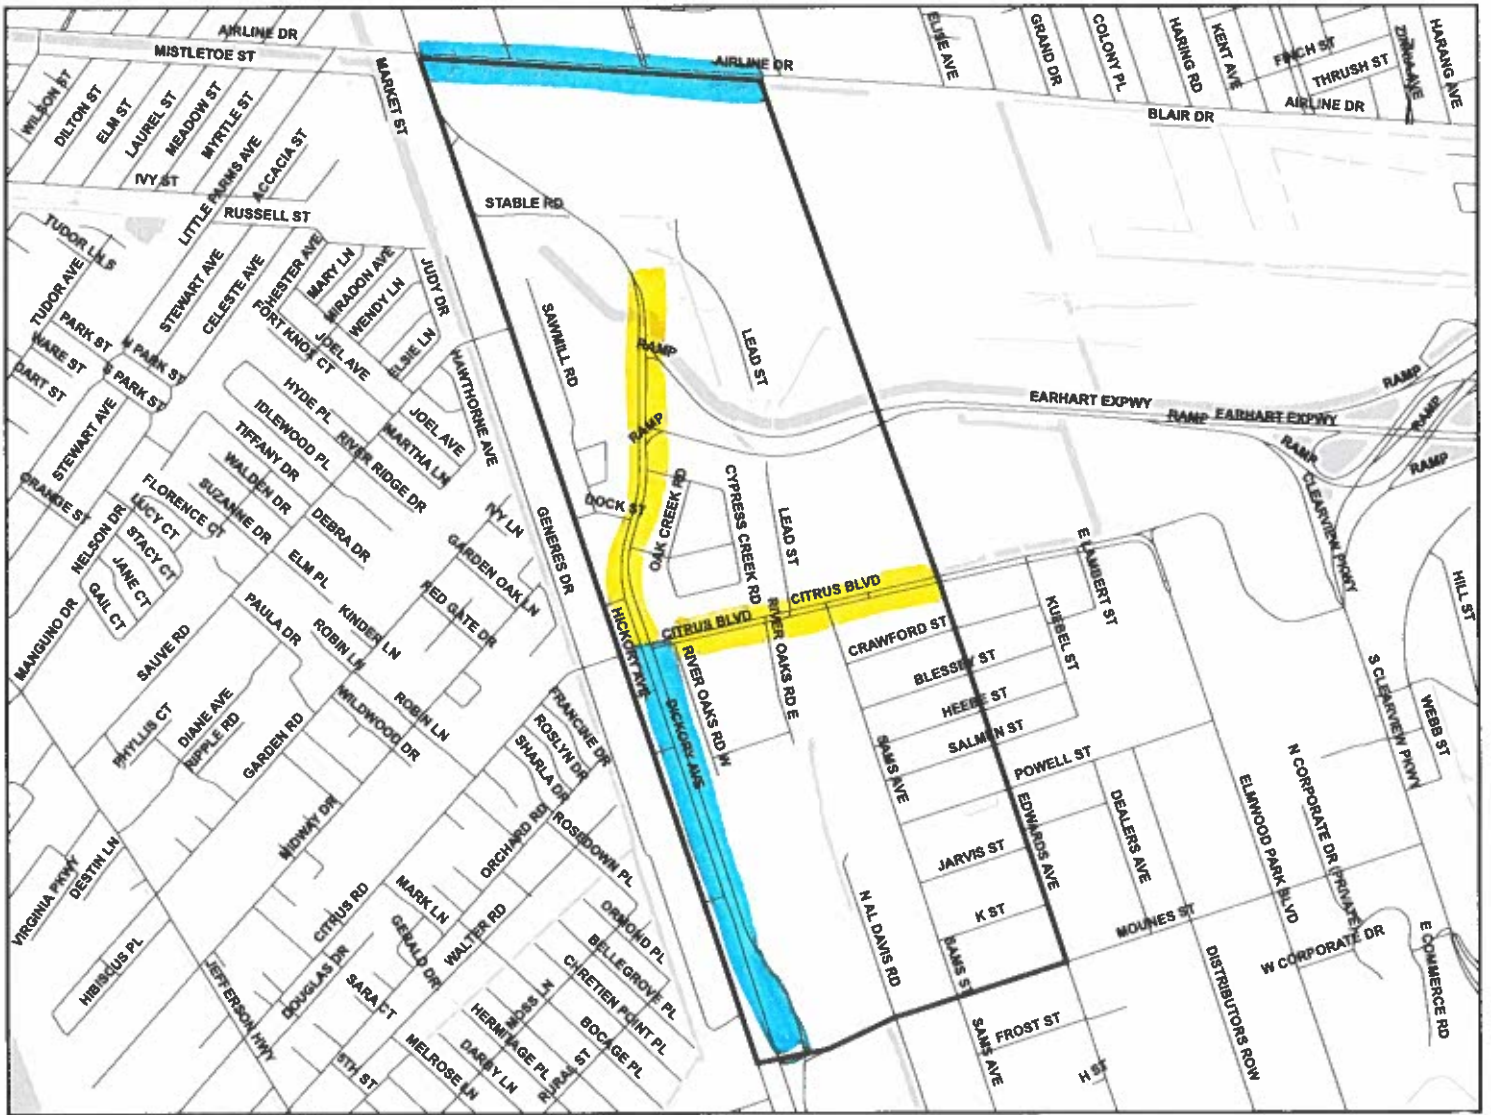 AIRLINE DR
MISTLETOE ST
MARKET ST
AIRLINE DR
ELISE AVE
GRAND DR
COLONY PL
HARING RD
KENT AVE
FINCH ST
THRUSH ST
ZINNIA AVE
HARANG AVE
AIRLINE DR
BLAIR DR
WILSON ST
DILTON ST
ELM ST
LAUREL ST
MEADOW ST
MYRTLE ST
LITTLE FARMS AVE
ACCACIA ST
IVY ST
RUSSELL ST
STABLE RD
TUDOR LN S
TUDOR AVE
STEWART AVE
CELESTE AVE
CHESTER AVE
MARY LN
MIRADON AVE
WENDY LN
JUDY DR
FORT KNOX CT
JOEL AVE
ELSIE LN
PARK ST
N PARK ST
WARE ST
S PARK ST
DART ST
HAWTHORNE AVE
SAWMILL RD
RAMP
LEAD ST
EARHART EXPWY
RAMP
EARHART EXPWY
RAMP
RAMP
RAMP
RAMP
HYDE PL
IDLEWOOD PL
JOEL AVE
MARTHA LN
RIVER RIDGE DR
TIFFANY DR
STEWART AVE
WALDEN DR
RAMP
CLEARVIEW PKWY
ORANGE ST
FLORENCE CT
SUZANNE DR
LUCY CT
STACY CT
JANE CT
GAIL CT
NELSON DR
DEBRA DR
IVY LN
GENERES DR
DOCK ST
OAK CREEK RD
CYPRESS CREEK RD
LEAD ST
GARDEN OAK LN
E LAMBERT ST
HILL ST
ELM PL
RED GATE DR
KINDER LN
PAULA DR
ROBIN LN
MANGUNO DR
SAUVE RD
HICKORY AVE
CITRUS BLVD
CITRUS BLVD
RIVER OAKS RD E
RIVER OAKS RD W
CRAWFORD ST
KUEBEL ST
BLESSEY ST
HEEBE ST
SALMEN ST
S CLEARVIEW PKWY
WEBB ST
PHYLLIS CT
DIANE AVE
RIPPLE RD
GARDEN RD
WILDWOOD DR
ROBIN LN
FRANCINE DR
ROSLYN DR
SHARLA DR
DICKORY AVE
SAMS AVE
POWELL ST
EDWARDS AVE
DEALERS AVE
ELMWOOD PARK BLVD
N CORPORATE DR (PRIVATE)
MIDWAY DR
ORCHARD RD
ROSEDOWN PL
JARVIS ST
VIRGINIA PKWY
DESTIN LN
MARK LN
CITRUS RD
GERALD DR
WALTER RD
ORMOND PL
BELLEGROVE PL
CHRETIEN POINT PL
N AL DAVIS RD
K ST
MOUNES ST
SAMS ST
DISTRIBUTORS ROW
W CORPORATE DR
E COMMERCE RD
HIBISCUS PL
JEFFERSON HWY
DOUGLAS DR
SARA CT
MOSS LN
HERMITAGE PL
BOCAGE PL
FROST ST
SAMS AVE
5TH ST
MELROSE LN
DARBY LN
RURAL ST
H ST